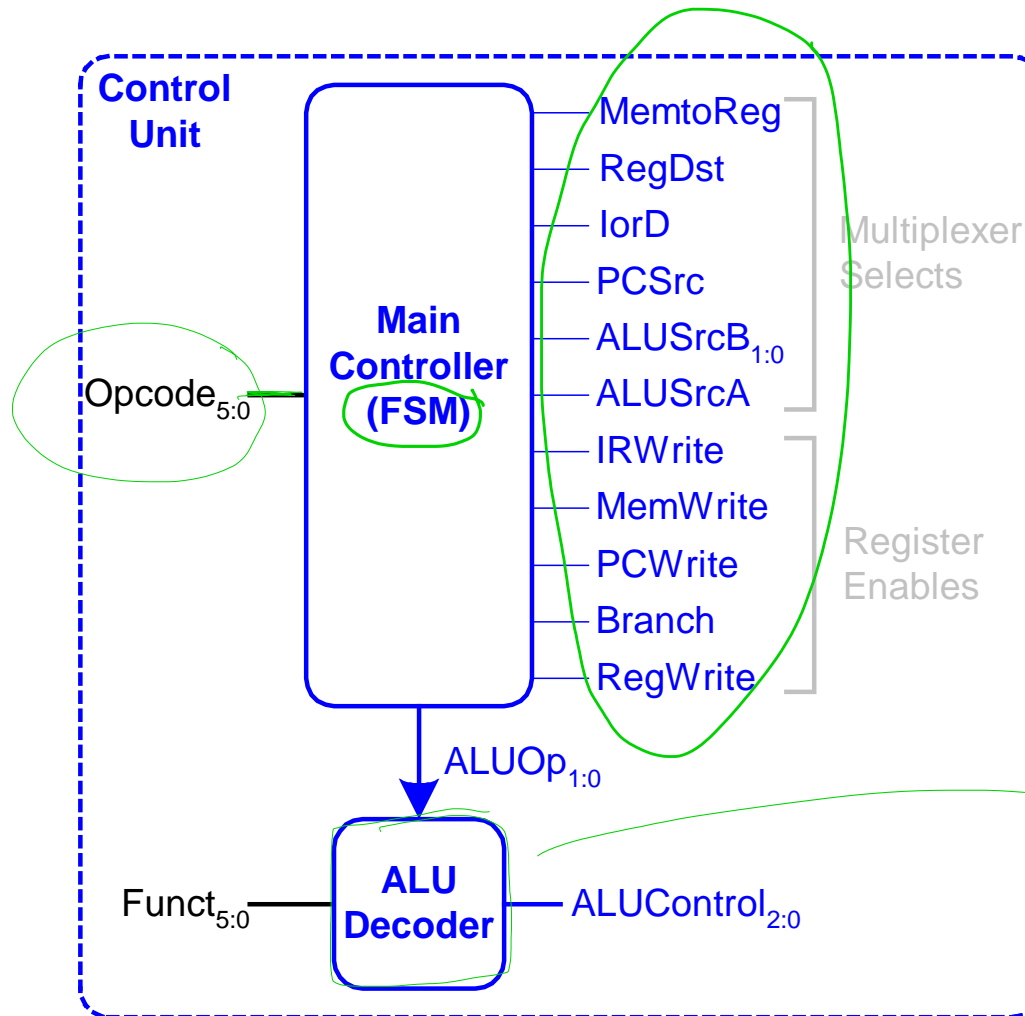 Control
Unit
MemtoReg
RegDst
IorD
PCSrc
ALUSrcB1:0
ALUSrcA
Multiplexer
Selects
Main
Controller
(FSM)
Opcode5:0
IRWrite
MemWrite
PCWrite
Branch
RegWrite
Register
Enables
ALUOp1:0
ALU
Decoder
Funct5:0
ALUControl2:0